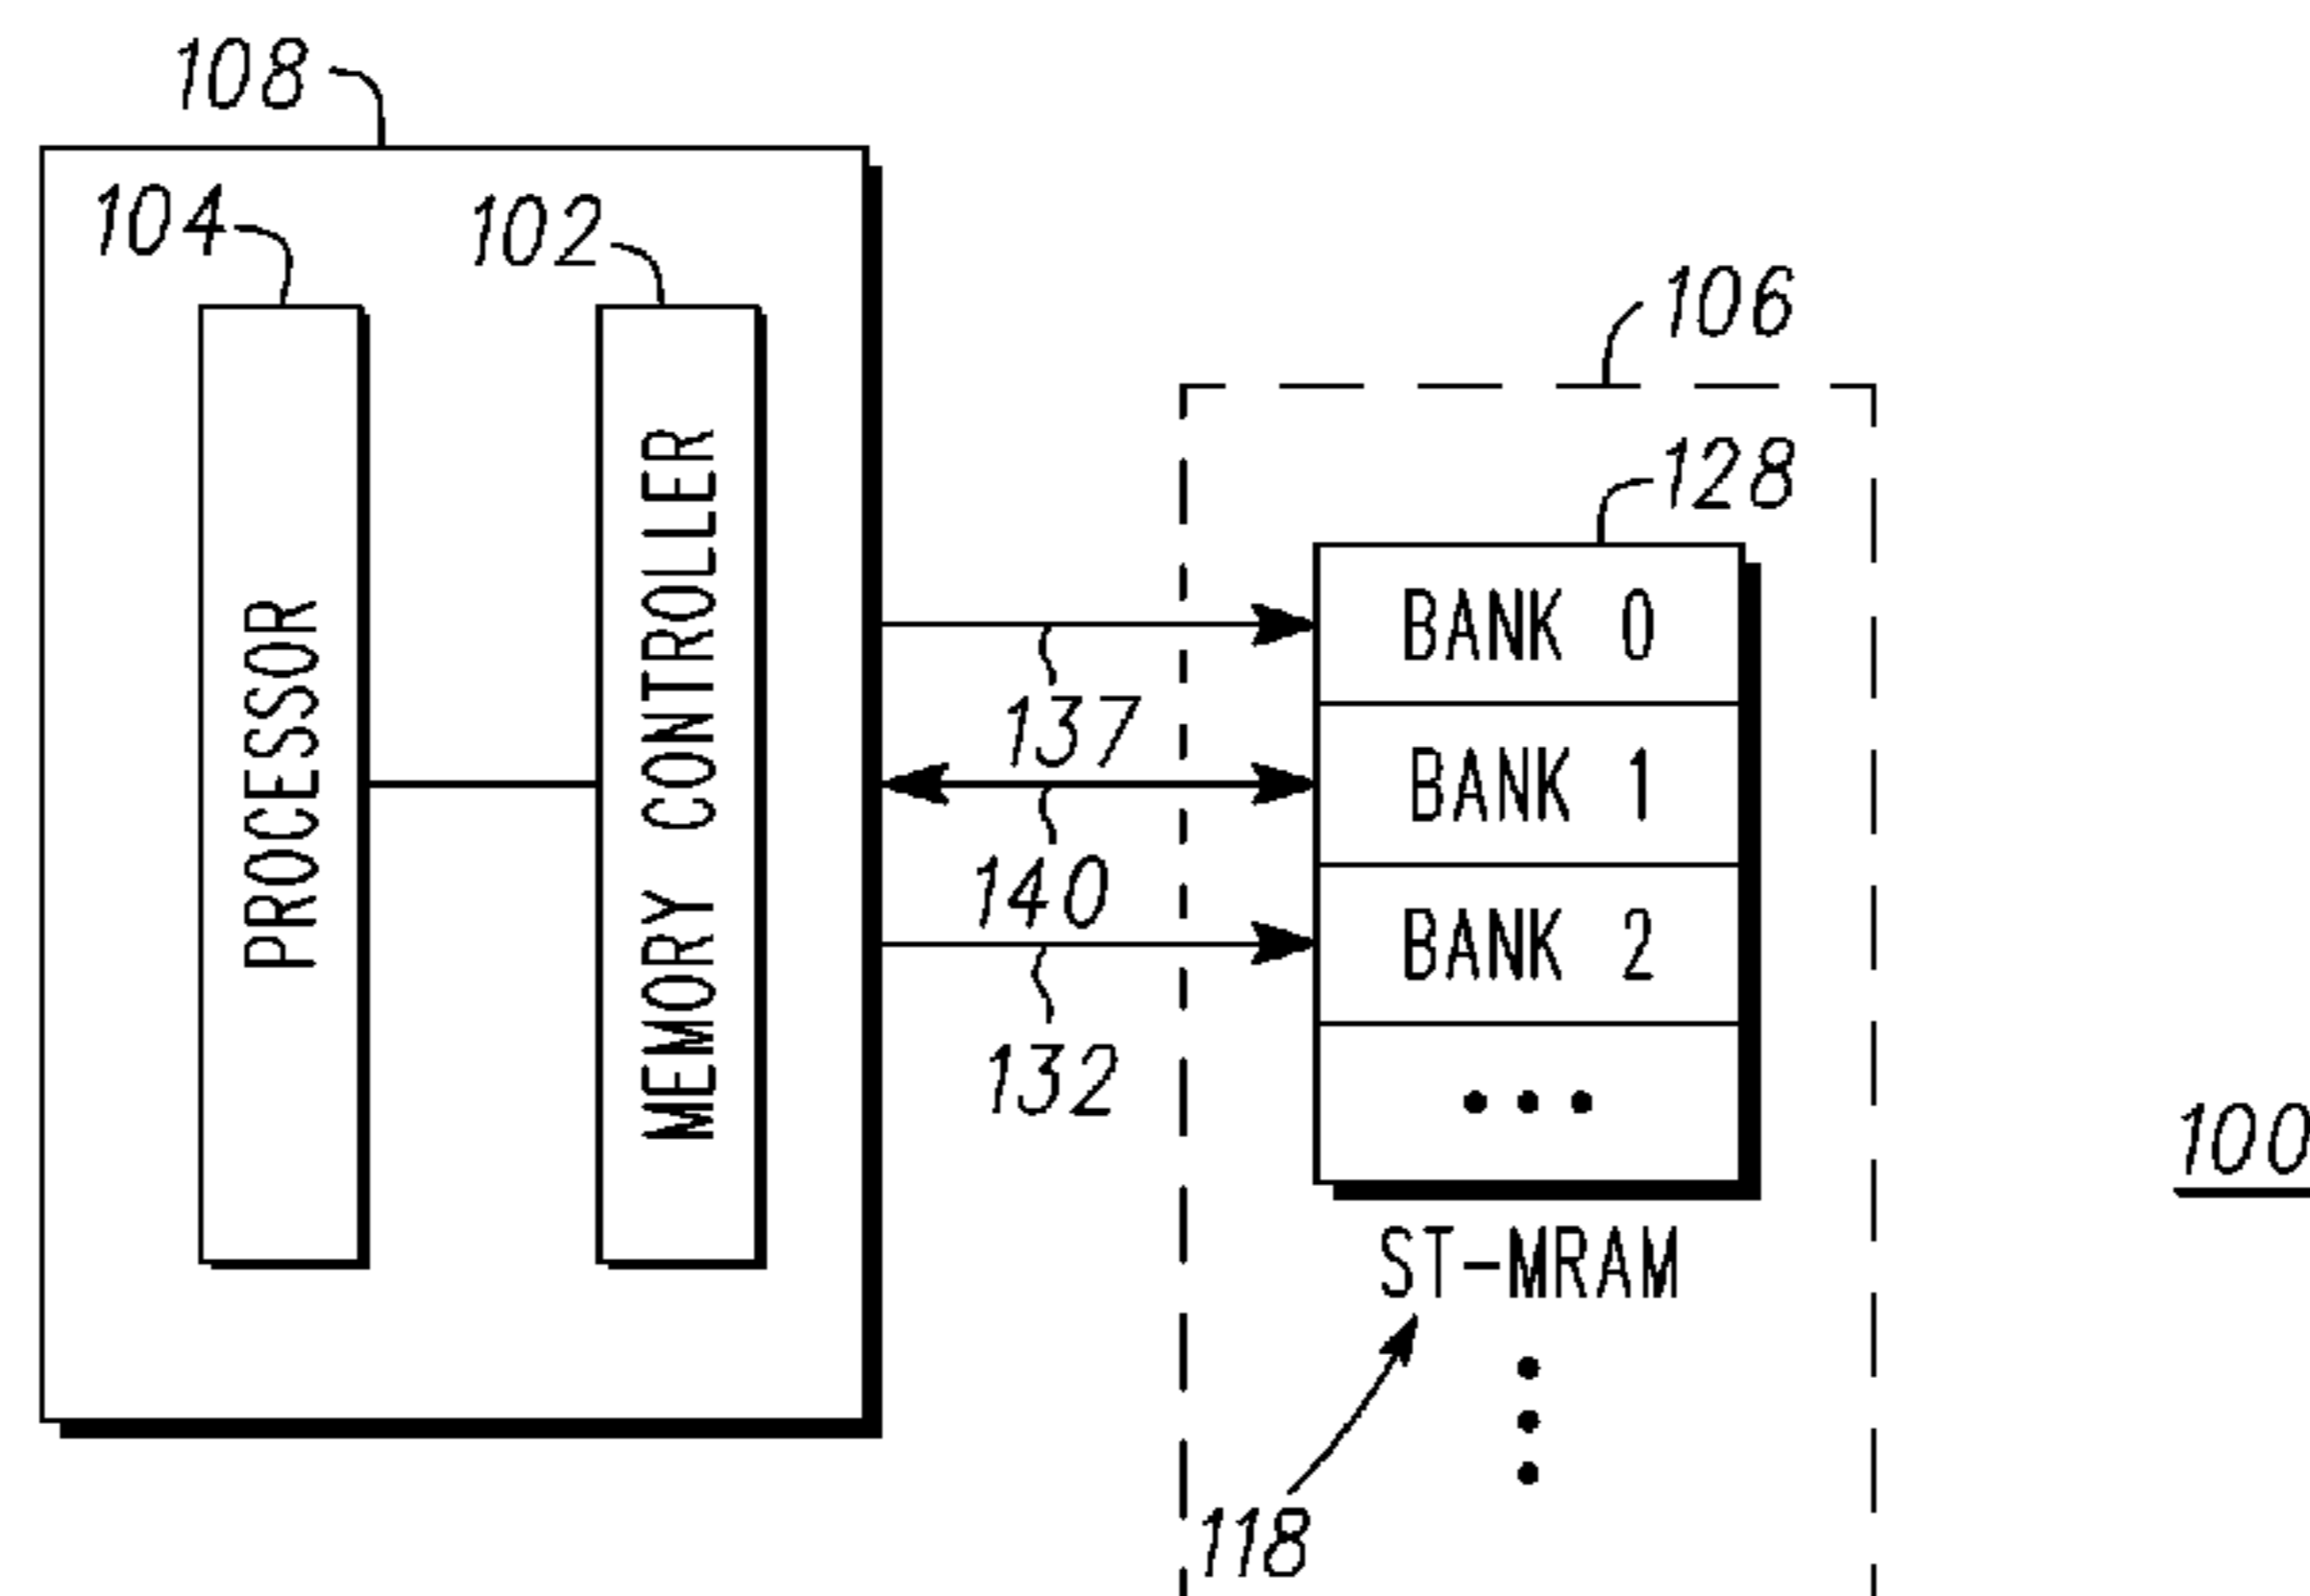 108
104
102
106
128
PROCESSOR
MEMORY CONTROLLER
BANK 0
137
BANK 1
140
BANK 2
132
100
ST-MRAM
118